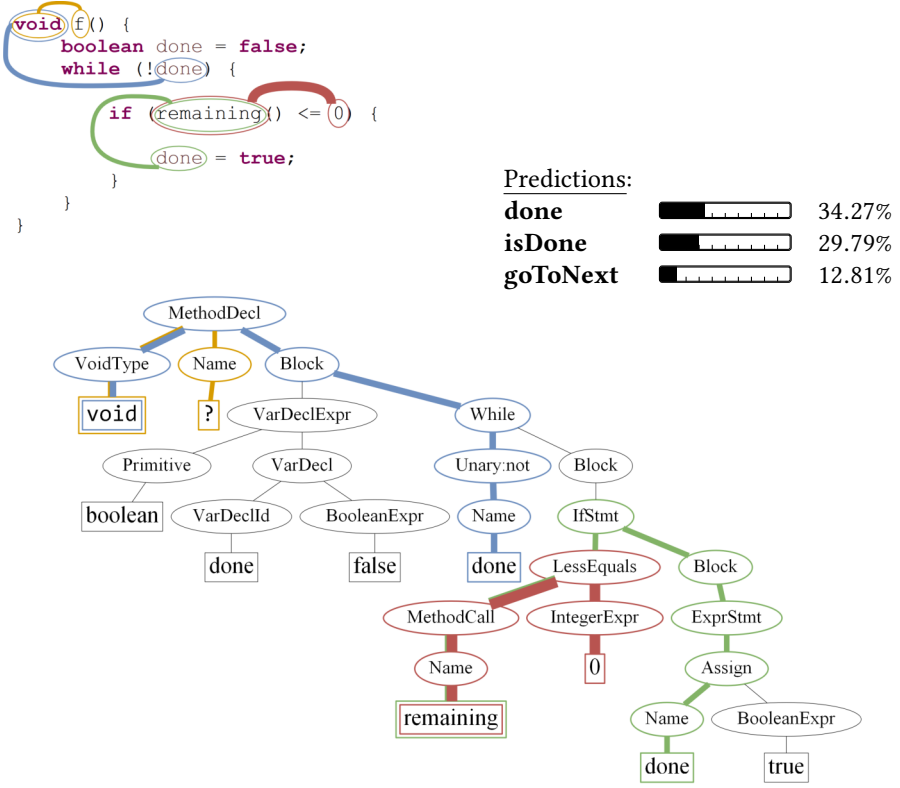 void f() {
boolean done = false;
while (!done) {
if (remaining() <= 0) {
done = true;
}
}
}
Predictions:
done 34.27%
isDone 29.79%
goToNext 12.81%
MethodDecl
VoidType Name Block
void ? VarDeclExpr While
Primitive VarDecl Unary:not Block
boolean VarDeclId BooleanExpr Name IfStmt
done false done LessEquals Block
MethodCall IntegerExpr ExprStmt
Name 0 Assign
remaining Name BooleanExpr
done true